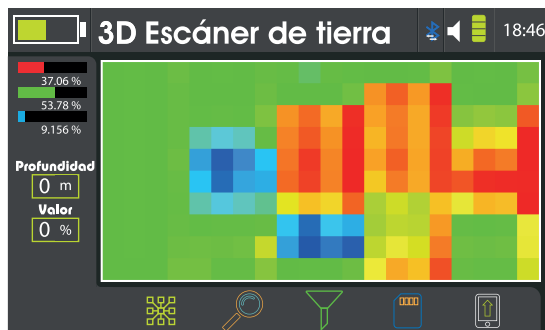 3D Escáner de tierra
18:46
37.06 %
53.78 %
9.156 %
Profundidad
0 m
Valor
0 %